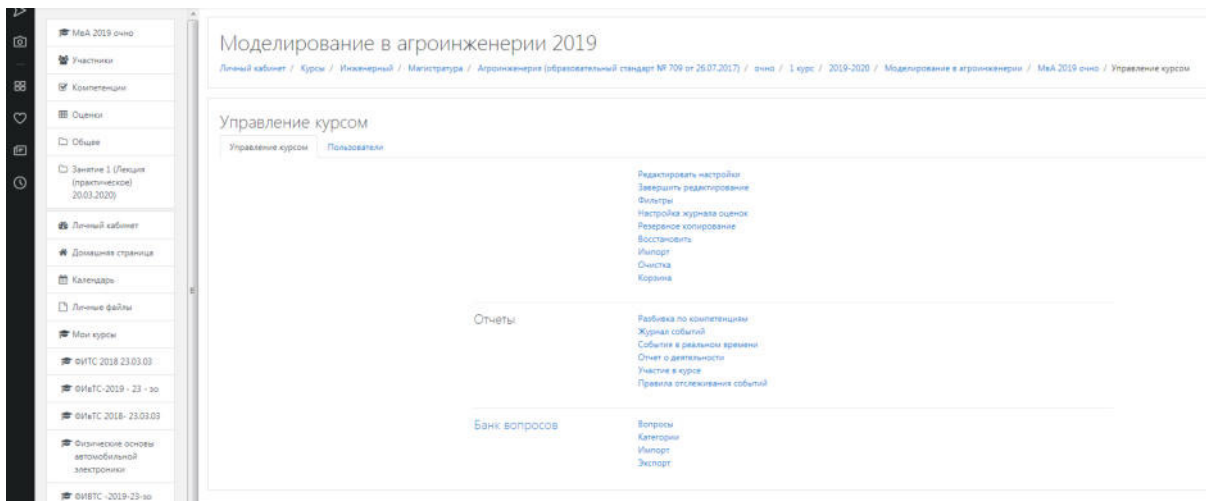 МвА 2019 очно
Участники
Компетенции
Оценки
Общее
Занятие 1 (Лекция
(практическое)
20.03.2020)
Личный кабинет
Домашняя страница
Календарь
Личные файлы
Мои курсы
ФИТС 2018 23.03.03
ФИвТС-2019 - 23 - зо
ФИвТС 2018- 23.03.03
Физические основы
автомобильной
электроники
ФИВТС -2019-23-зо
Моделирование в агроинженерии 2019
Личный кабинет / Курсы / Инженерный / Магистратура / Агроинженерия (образовательный стандарт № 709 от 26.07.2017) / очно / 1 курс / 2019-2020 / Моделирование в агроинженерии / МвА 2019 очно / Управление курсом
Управление курсом
Управление курсом Пользователи
Редактировать настройки
Завершить редактирование
Фильтры
Настройка журнала оценок
Резервное копирование
Восстановить
Импорт
Очистка
Корзина
Отчеты
Разбивка по компетенциям
Журнал событий
События в реальном времени
Отчет о деятельности
Участие в курсе
Правила отслеживания событий
Банк вопросов
Вопросы
Категории
Импорт
Экспорт